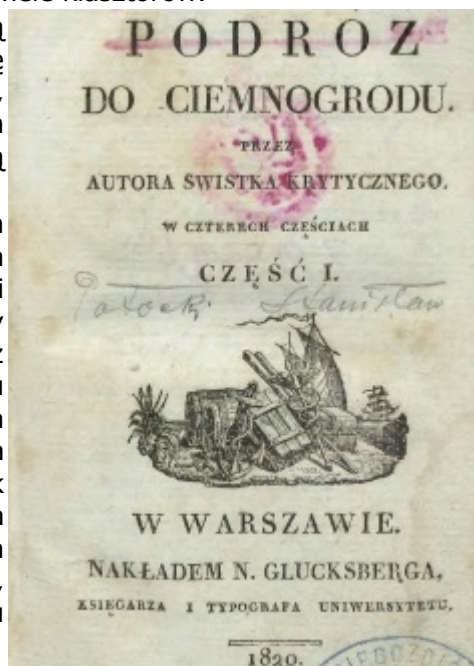 PODROZ
DO CIEMNOGRODU.
PRZEZ
AUTORA SWISTKA KRYTYCZNEGO.
W CZTERECH CZĘŚCIACH
CZĘŚĆ I.
Potocki Stanisław
W WARSZAWIE.
NAKŁADEM N. GLUCKSBERGA,
KSIĘGARZA I TYPOGRAFA UNIWERSYTETU.
1820.